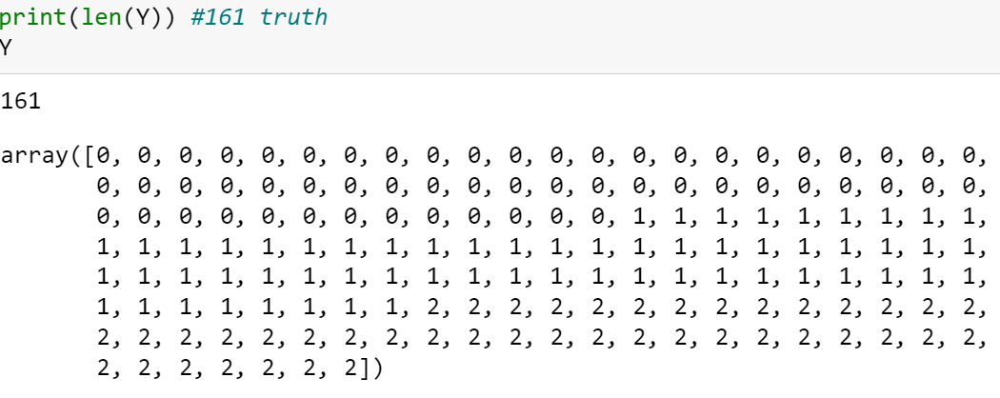 print(len(Y)) #161 truth
Y
161
array([0, 0, 0, 0, 0, 0, 0, 0, 0, 0, 0, 0, 0, 0, 0, 0, 0, 0, 0, 0, 0, 0,
0, 0, 0, 0, 0, 0, 0, 0, 0, 0, 0, 0, 0, 0, 0, 0, 0, 0, 0, 0, 0, 0,
0, 0, 0, 0, 0, 0, 0, 0, 0, 0, 0, 0, 0, 1, 1, 1, 1, 1, 1, 1, 1, 1,
1, 1, 1, 1, 1, 1, 1, 1, 1, 1, 1, 1, 1, 1, 1, 1, 1, 1, 1, 1, 1, 1,
1, 1, 1, 1, 1, 1, 1, 1, 1, 1, 1, 1, 1, 1, 1, 1, 1, 1, 1, 1, 1, 1,
1, 1, 1, 1, 1, 1, 1, 1, 2, 2, 2, 2, 2, 2, 2, 2, 2, 2, 2, 2, 2, 2,
2, 2, 2, 2, 2, 2, 2, 2, 2, 2, 2, 2, 2, 2, 2, 2, 2, 2, 2, 2, 2, 2,
2, 2, 2, 2, 2, 2, 2])